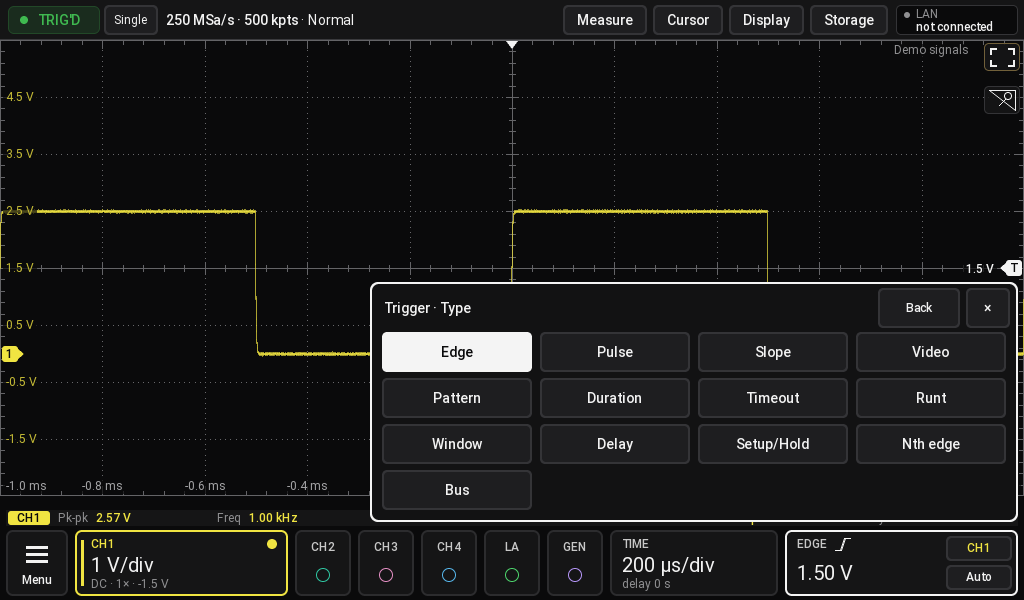 TRIG'D
Single
250 MSa/s · 500 kpts · Normal
Measure
Cursor
Display
Storage
LAN
not connected
Demo signals
4.5 V
3.5 V
2.5 V
1.5 V
1.5 V
T
0.5 V
1
-0.5 V
-1.5 V
-1.0 ms
-0.8 ms
-0.6 ms
-0.4 ms
Trigger · Type
Back
×
Edge
Pulse
Slope
Video
Pattern
Duration
Timeout
Runt
Window
Delay
Setup/Hold
Nth edge
Bus
CH1 Pk-pk 2.57 V Freq 1.00 kHz
Menu
CH1
1 V/div
DC · 1× · -1.5 V
CH2
CH3
CH4
LA
GEN
TIME
200 µs/div
delay 0 s
EDGE
1.50 V
CH1
Auto